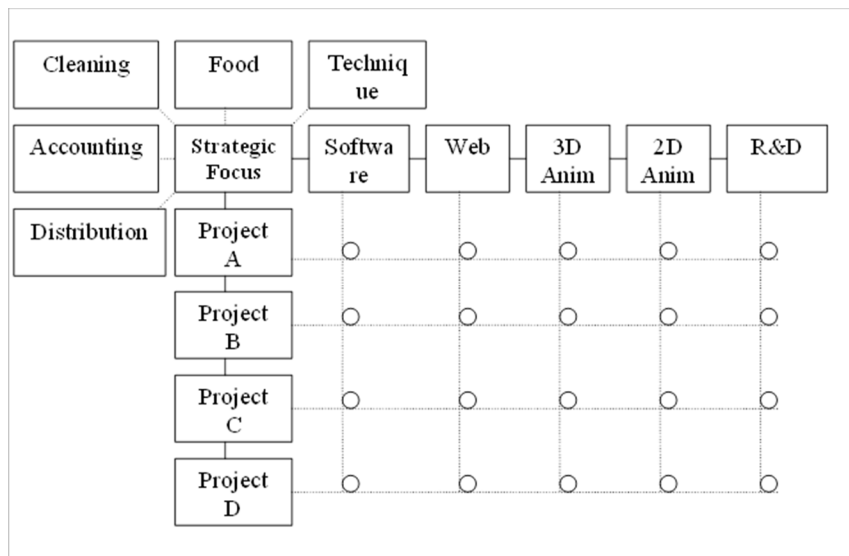 Cleaning
Food
Techniq
ue
Accounting
Strategic
Focus
Softwa
re
Web
3D
Anim
2D
Anim
R&D
Distribution
Project
A
Project
B
Project
C
Project
D